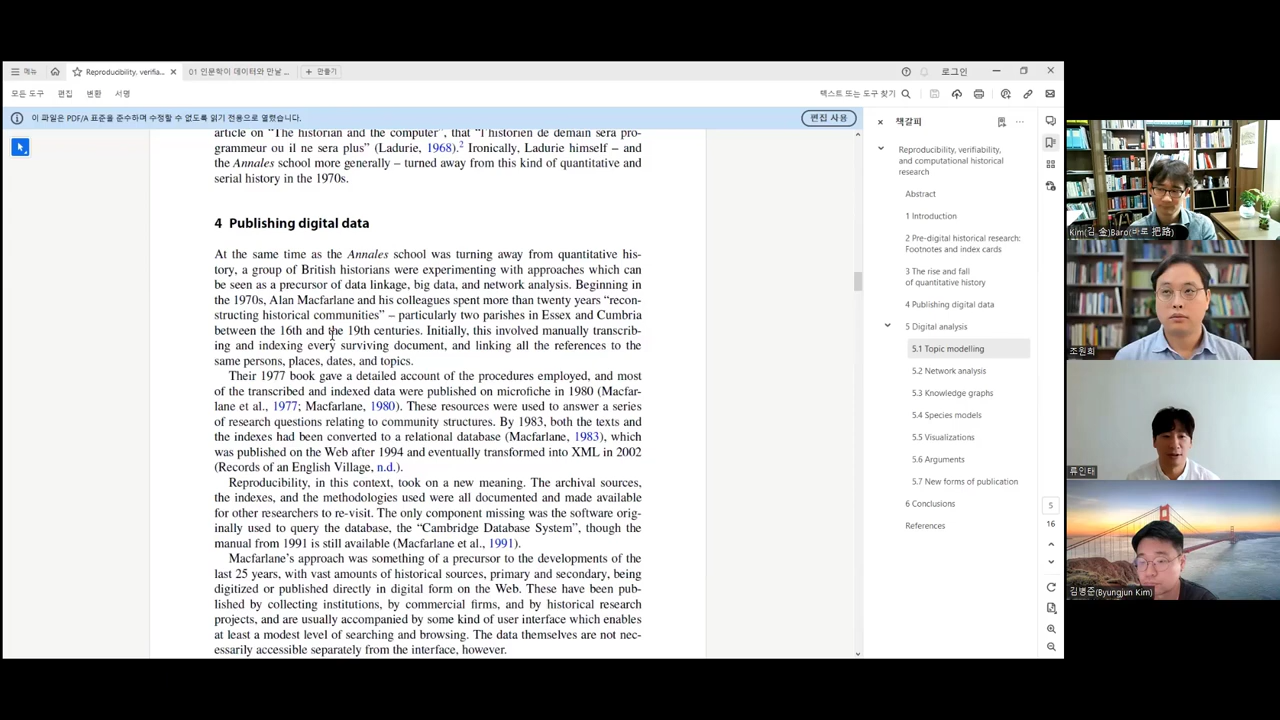 메뉴
Reproducibility, verifia...
01 인문학이 데이터와 만날 ...
+ 만들기
로그인
모든 도구 편집 변환 서명
텍스트 또는 도구 찾기
이 파일은 PDF/A 표준을 준수하며 수정할 수 없도록 읽기 전용으로 열렸습니다.
편집 사용
article on “The historian and the computer”, that “l’historien de demain sera pro-
grammeur ou il ne sera plus” (Ladurie, 1968).2 Ironically, Ladurie himself – and
the Annales school more generally – turned away from this kind of quantitative and
serial history in the 1970s.
4 Publishing digital data
At the same time as the Annales school was turning away from quantitative his-
tory, a group of British historians were experimenting with approaches which can
be seen as a precursor of data linkage, big data, and network analysis. Beginning in
the 1970s, Alan Macfarlane and his colleagues spent more than twenty years “recon-
structing historical communities” – particularly two parishes in Essex and Cumbria
between the 16th and the 19th centuries. Initially, this involved manually transcrib-
ing and indexing every surviving document, and linking all the references to the
same persons, places, dates, and topics.
Their 1977 book gave a detailed account of the procedures employed, and most
of the transcribed and indexed data were published on microfiche in 1980 (Macfar-
lane et al., 1977; Macfarlane, 1980). These resources were used to answer a series
of research questions relating to community structures. By 1983, both the texts and
the indexes had been converted to a relational database (Macfarlane, 1983), which
was published on the Web after 1994 and eventually transformed into XML in 2002
(Records of an English Village, n.d.).
Reproducibility, in this context, took on a new meaning. The archival sources,
the indexes, and the methodologies used were all documented and made available
for other researchers to re-visit. The only component missing was the software orig-
inally used to query the database, the “Cambridge Database System”, though the
manual from 1991 is still available (Macfarlane et al., 1991).
Macfarlane’s approach was something of a precursor to the developments of the
last 25 years, with vast amounts of historical sources, primary and secondary, being
digitized or published directly in digital form on the Web. These have been pub-
lished by collecting institutions, by commercial firms, and by historical research
projects, and are usually accompanied by some kind of user interface which enables
at least a modest level of searching and browsing. The data themselves are not nec-
essarily accessible separately from the interface, however.
책갈피
Reproducibility, verifiability,
and computational historical
research
Abstract
1 Introduction
2 Pre-digital historical research:
Footnotes and index cards
3 The rise and fall
of quantitative history
4 Publishing digital data
5 Digital analysis
5.1 Topic modelling
5.2 Network analysis
5.3 Knowledge graphs
5.4 Species models
5.5 Visualizations
5.6 Arguments
5.7 New forms of publication
6 Conclusions
References
5
16
Kim(김 金)Baro(바로 把路)
조원희
류인태
김병준(Byungjun Kim)